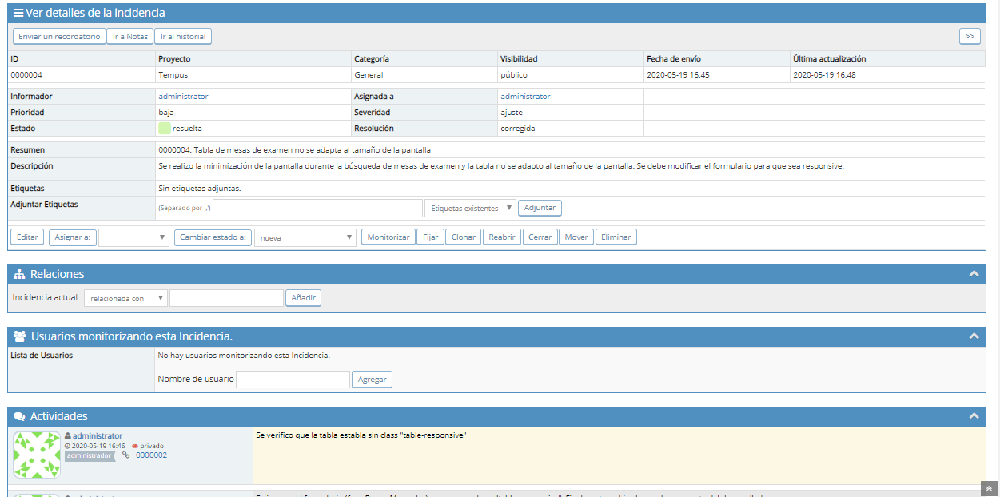 Ver detalles de la incidencia
Enviar un recordatorio Ir a Notas Ir al historial >>
ID Proyecto Categoría Visibilidad Fecha de envío Última actualización
0000004 Tempus General público 2020-05-19 16:45 2020-05-19 16:48
Informador administrator Asignada a administrator
Prioridad baja Severidad ajuste
Estado resuelta Resolución corregida
Resumen 0000004: Tabla de mesas de examen no se adapta al tamaño de la pantalla
Descripción Se realizo la minimización de la pantalla durante la búsqueda de mesas de examen y la tabla no se adapto al tamaño de la pantalla. Se debe modificar el formulario para que sea responsive.
Etiquetas Sin etiquetas adjuntas.
Adjuntar Etiquetas (Separado por ',') Etiquetas existentes Adjuntar
Editar Asignar a: Cambiar estado a: nueva Monitorizar Fijar Clonar Reabrir Cerrar Mover Eliminar
Relaciones
Incidencia actual relacionada con Añadir
Usuarios monitorizando esta Incidencia.
Lista de Usuarios No hay usuarios monitorizando esta Incidencia.
Nombre de usuario Agregar
Actividades
administrator Se verifico que la tabla establa sin class "table-responsive"
2020-05-19 16:46 privado
administrador ~0000002